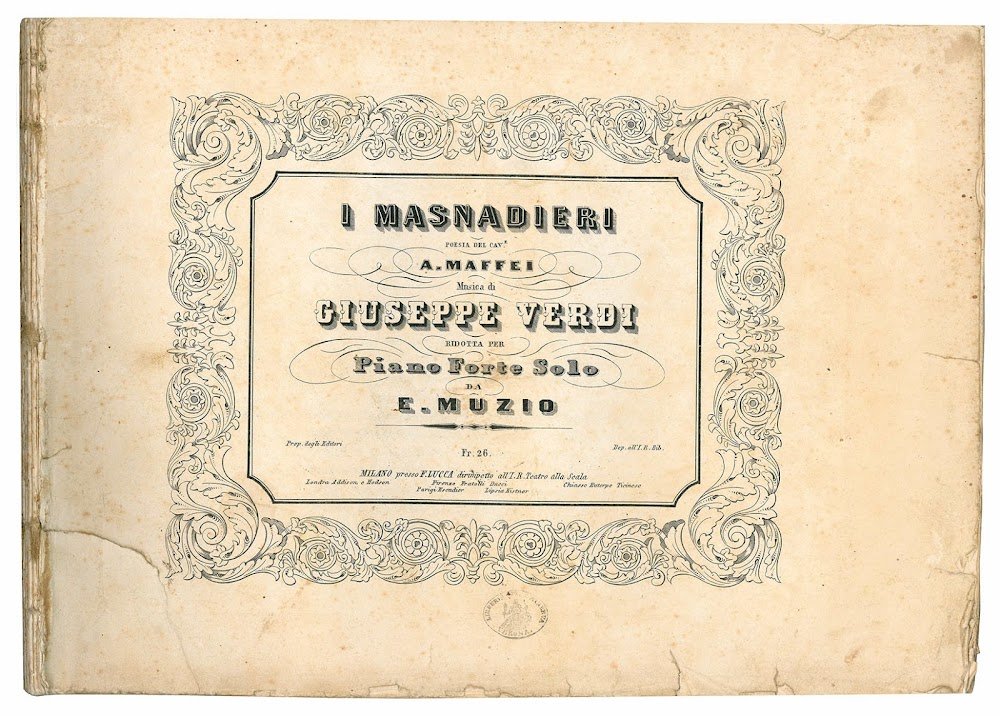 I MASNADIERI
POESIA DEL CAV.E
A. MAFFEI
Musica di
GIUSEPPE VERDI
RIDOTTA PER
Piano Forte Solo
DA
E. MUZIO
Prop. degli Editori
Dep. all'I. R. Bib.
Fr. 26.
MILANO presso F. LUCCA dirimpetto all'I. R. Teatro alla Scala
Londra Addison e Hodson Firenze Fratelli Ducci Chiasso Euterpe Ticinese
Parigi Escudier Lipsia Kistner